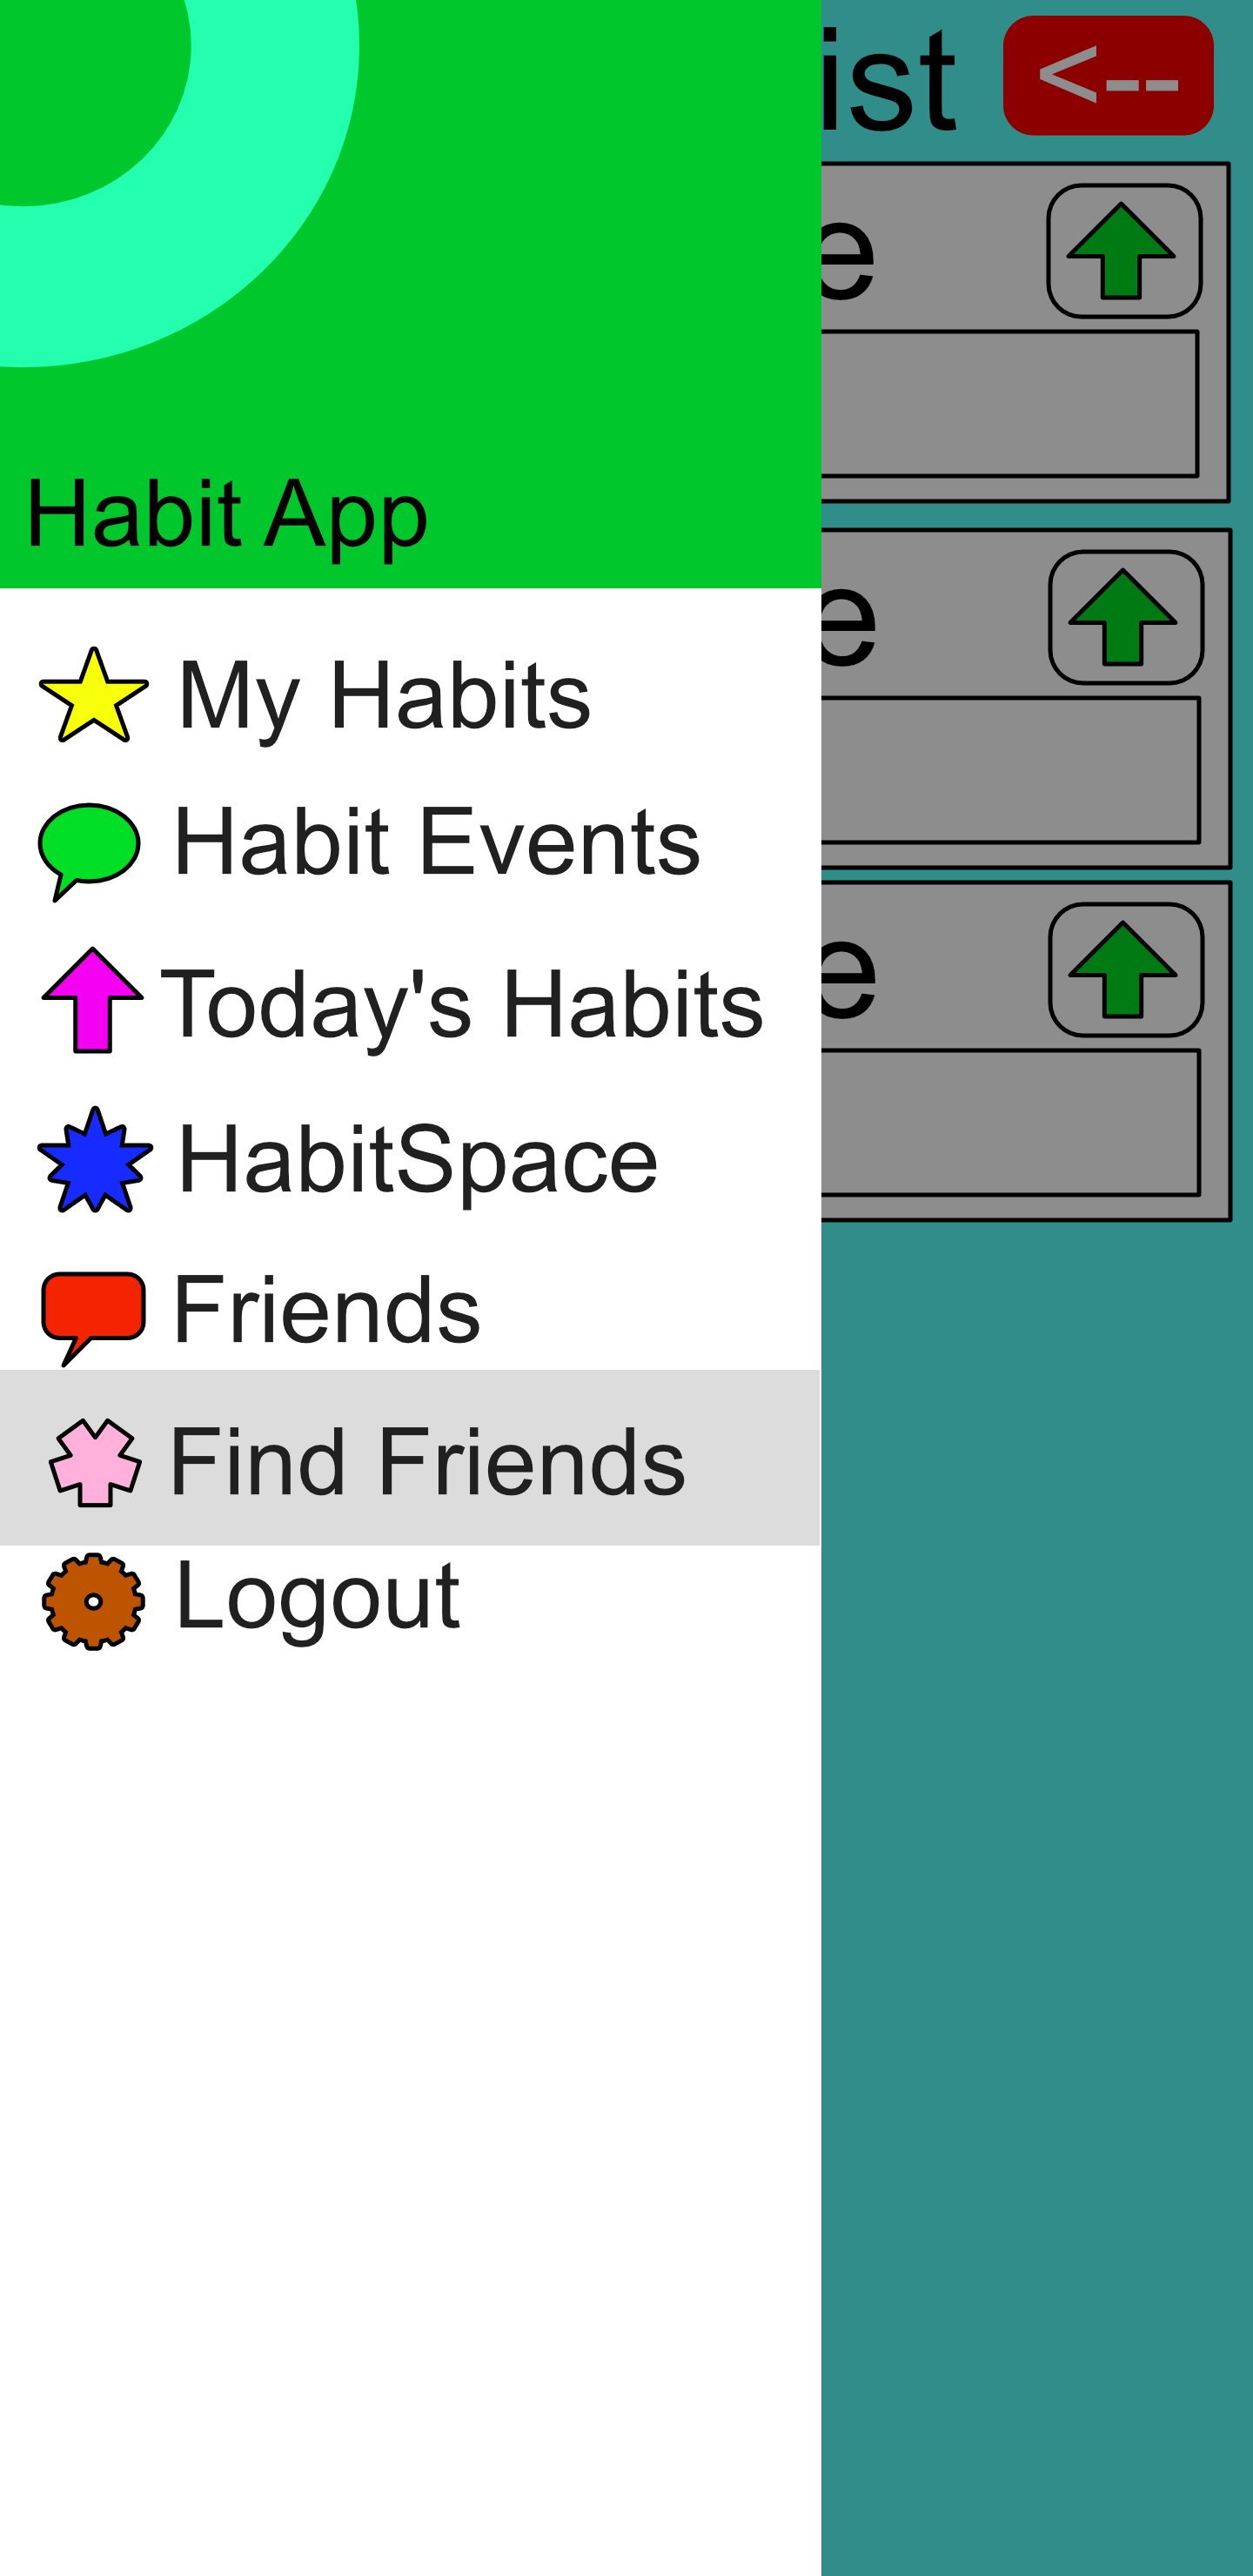 ist <--
e
e
e
Habit App
My Habits
Habit Events
Today's Habits
HabitSpace
Friends
Find Friends
Logout